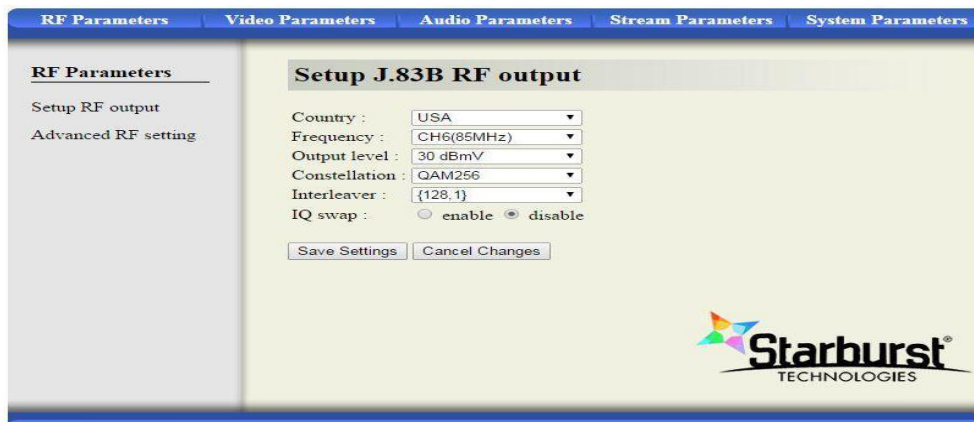 RF Parameters Video Parameters Audio Parameters Stream Parameters System Parameters
RF Parameters
Setup RF output
Advanced RF setting
Setup J.83B RF output
Country : USA
Frequency : CH6(85MHz)
Output level : 30 dBmV
Constellation : QAM256
Interleaver : {128,1}
IQ swap : enable disable
Save Settings Cancel Changes
Starburst®
TECHNOLOGIES